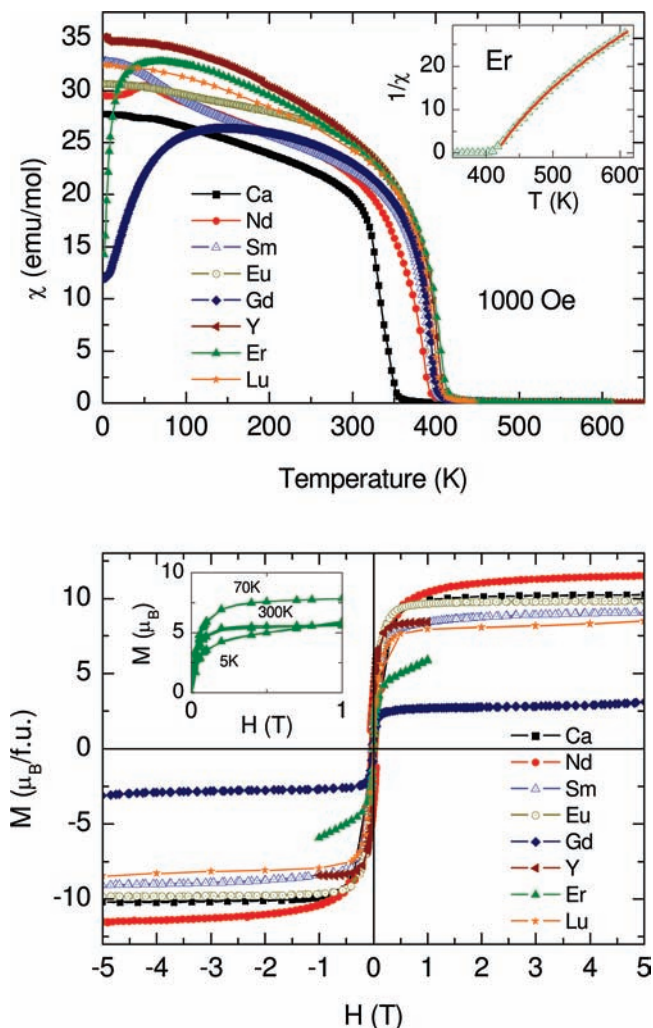 35
30
25
20
15
10
5
0
χ (emu/mol)
0 100 200 300 400 500 600
Temperature (K)
Ca
Nd
Sm
Eu
Gd
Y
Er
Lu
1000 Oe
Er
1/χ
20
10
0
400 500 600
T (K)
10
5
0
-5
-10
M (μB/f.u.)
-5 -4 -3 -2 -1 0 1 2 3 4 5
H (T)
10
5
0
M (μB)
70K
300K
5K
0 1
H (T)
Ca
Nd
Sm
Eu
Gd
Y
Er
Lu